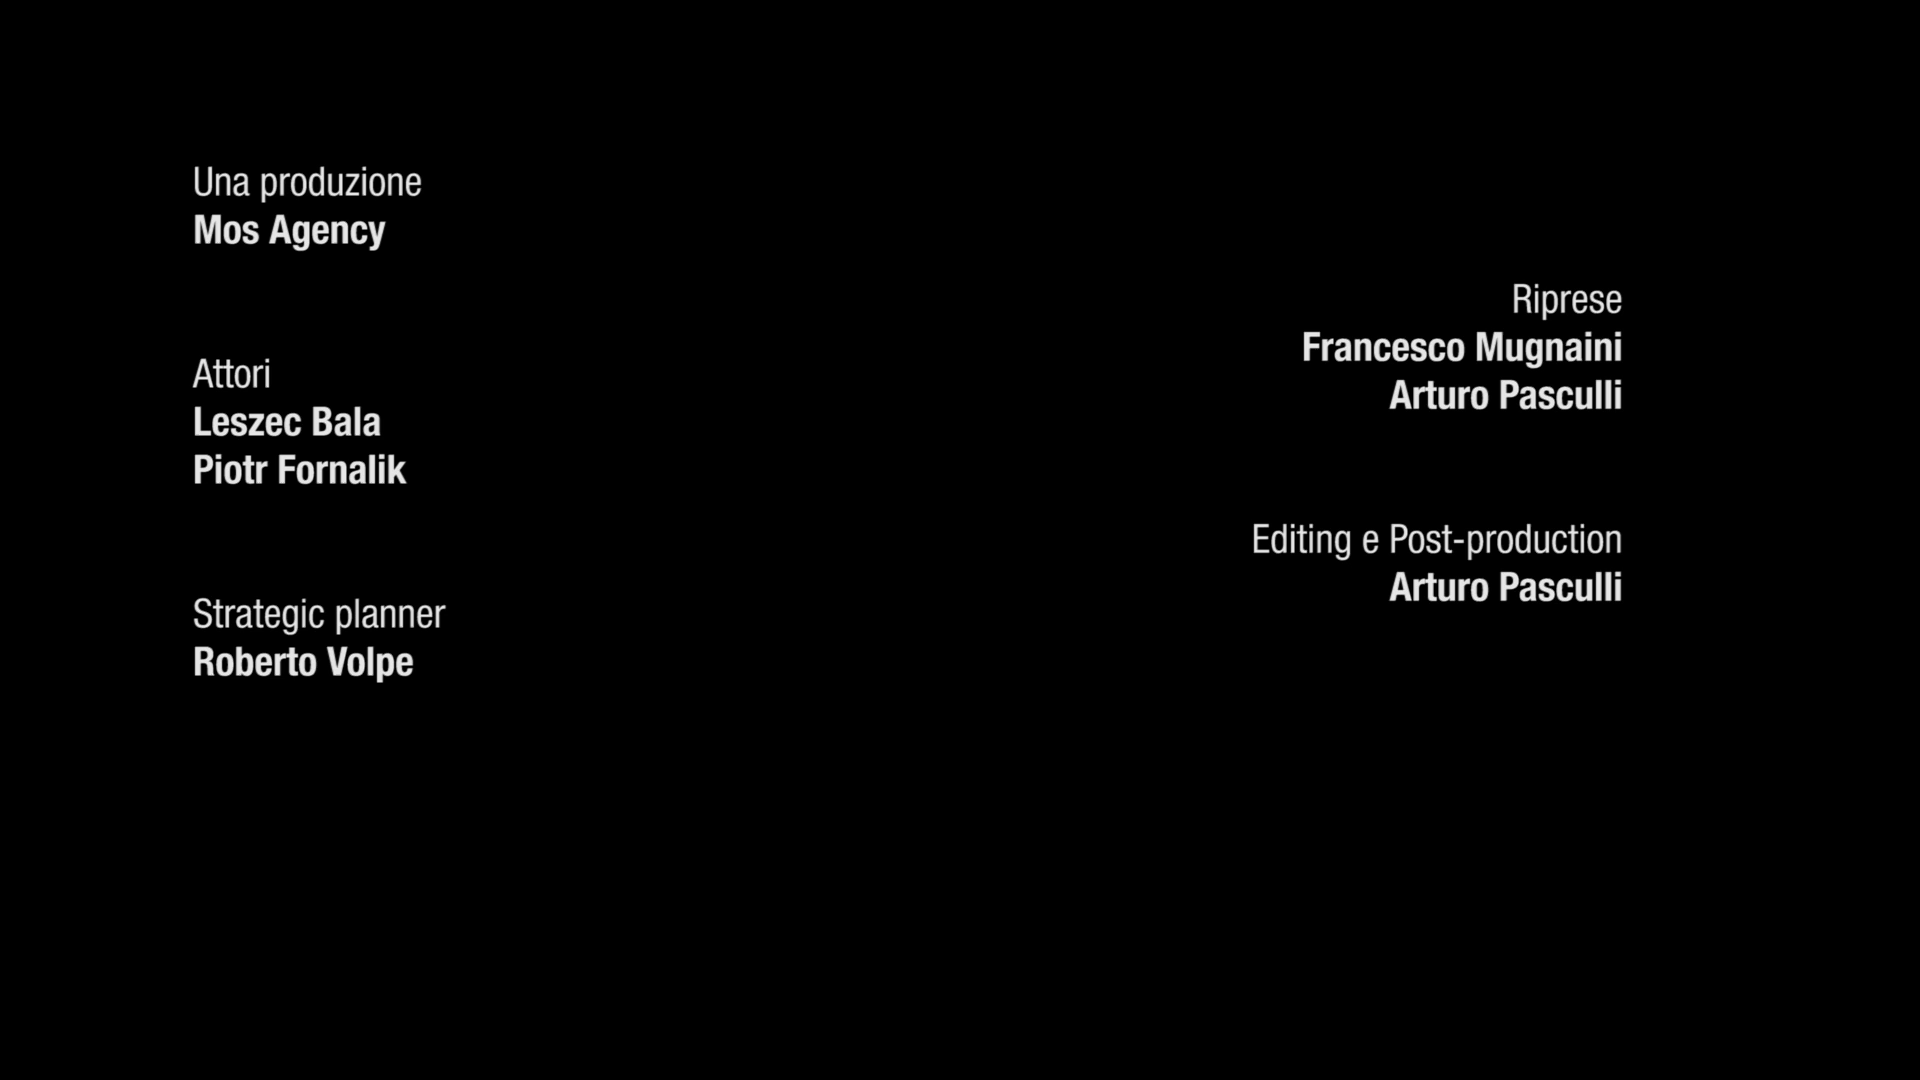 Una produzione
Mos Agency
Attori
Leszec Bala
Piotr Fornalik
Strategic planner
Roberto Volpe
Riprese
Francesco Mugnaini
Arturo Pasculli
Editing e Post-production
Arturo Pasculli